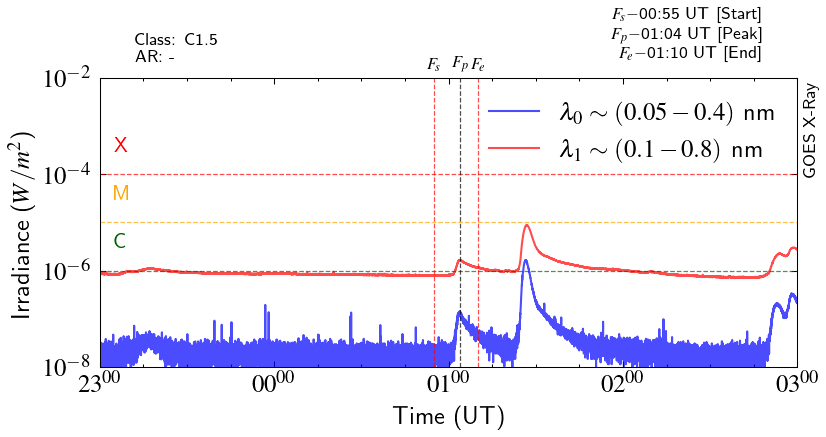 Fₛ−00:55 UT [Start]
Class: C1.5
Fₚ−01:04 UT [Peak]
AR: -
Fₑ−01:10 UT [End]
Fₛ Fₚ Fₑ
10⁻²
λ₀ ∼ (0.05 − 0.4) nm
λ₁ ∼ (0.1 − 0.8) nm
GOES X-Ray
X
10⁻⁴
M
C
10⁻⁶
10⁻⁸
Irradiance (W/m²)
23⁰⁰ 00⁰⁰ 01⁰⁰ 02⁰⁰ 03⁰⁰
Time (UT)